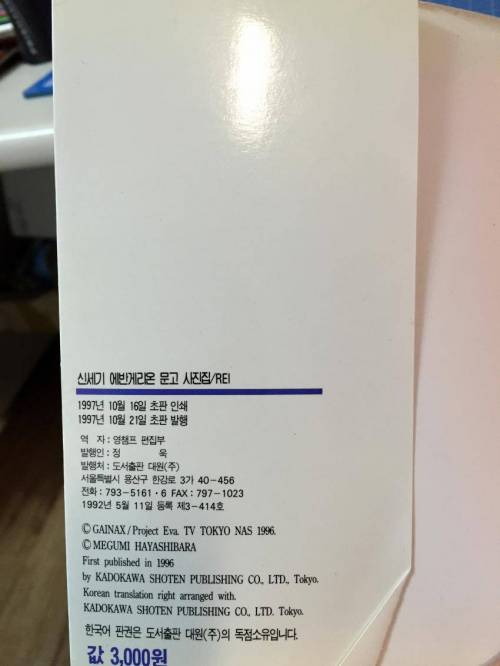 신세기 에반게리온 문고 사진집/REI
1997년 10월 16일 초판 인쇄
1997년 10월 21일 초판 발행
역 자 : 영챔프 편집부
발행인 : 정 욱
발행처 : 도서출판 대원(주)
서울특별시 용산구 한강로 3가 40-456
전화 : 793-5161·6 FAX : 797-1023
1992년 5월 11일 등록 제3-414호
©GAINAX/Project Eva. TV TOKYO NAS 1996.
©MEGUMI HAYASHIBARA
First published in 1996
by KADOKAWA SHOTEN PUBLISHING CO., LTD., Tokyo.
Korean translation right arranged with.
KADOKAWA SHOTEN PUBLISHING CO., LTD. Tokyo.
한국어 판권은 도서출판 대원(주)의 독점소유입니다.
값 3,000원